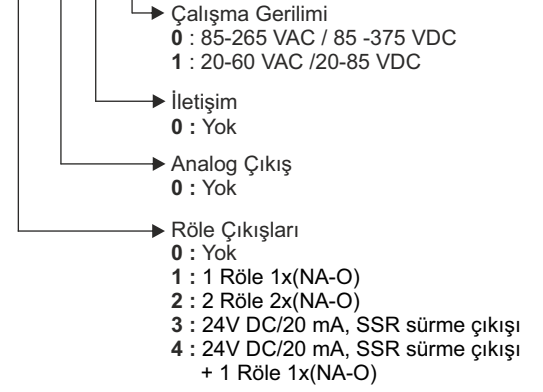 Çalışma Gerilimi
0 : 85-265 VAC / 85 -375 VDC
1 : 20-60 VAC /20-85 VDC
İletişim
0 : Yok
Analog Çıkış
0 : Yok
Röle Çıkışları
0 : Yok
1 : 1 Röle 1x(NA-O)
2 : 2 Röle 2x(NA-O)
3 : 24V DC/20 mA, SSR sürme çıkışı
4 : 24V DC/20 mA, SSR sürme çıkışı
+ 1 Röle 1x(NA-O)